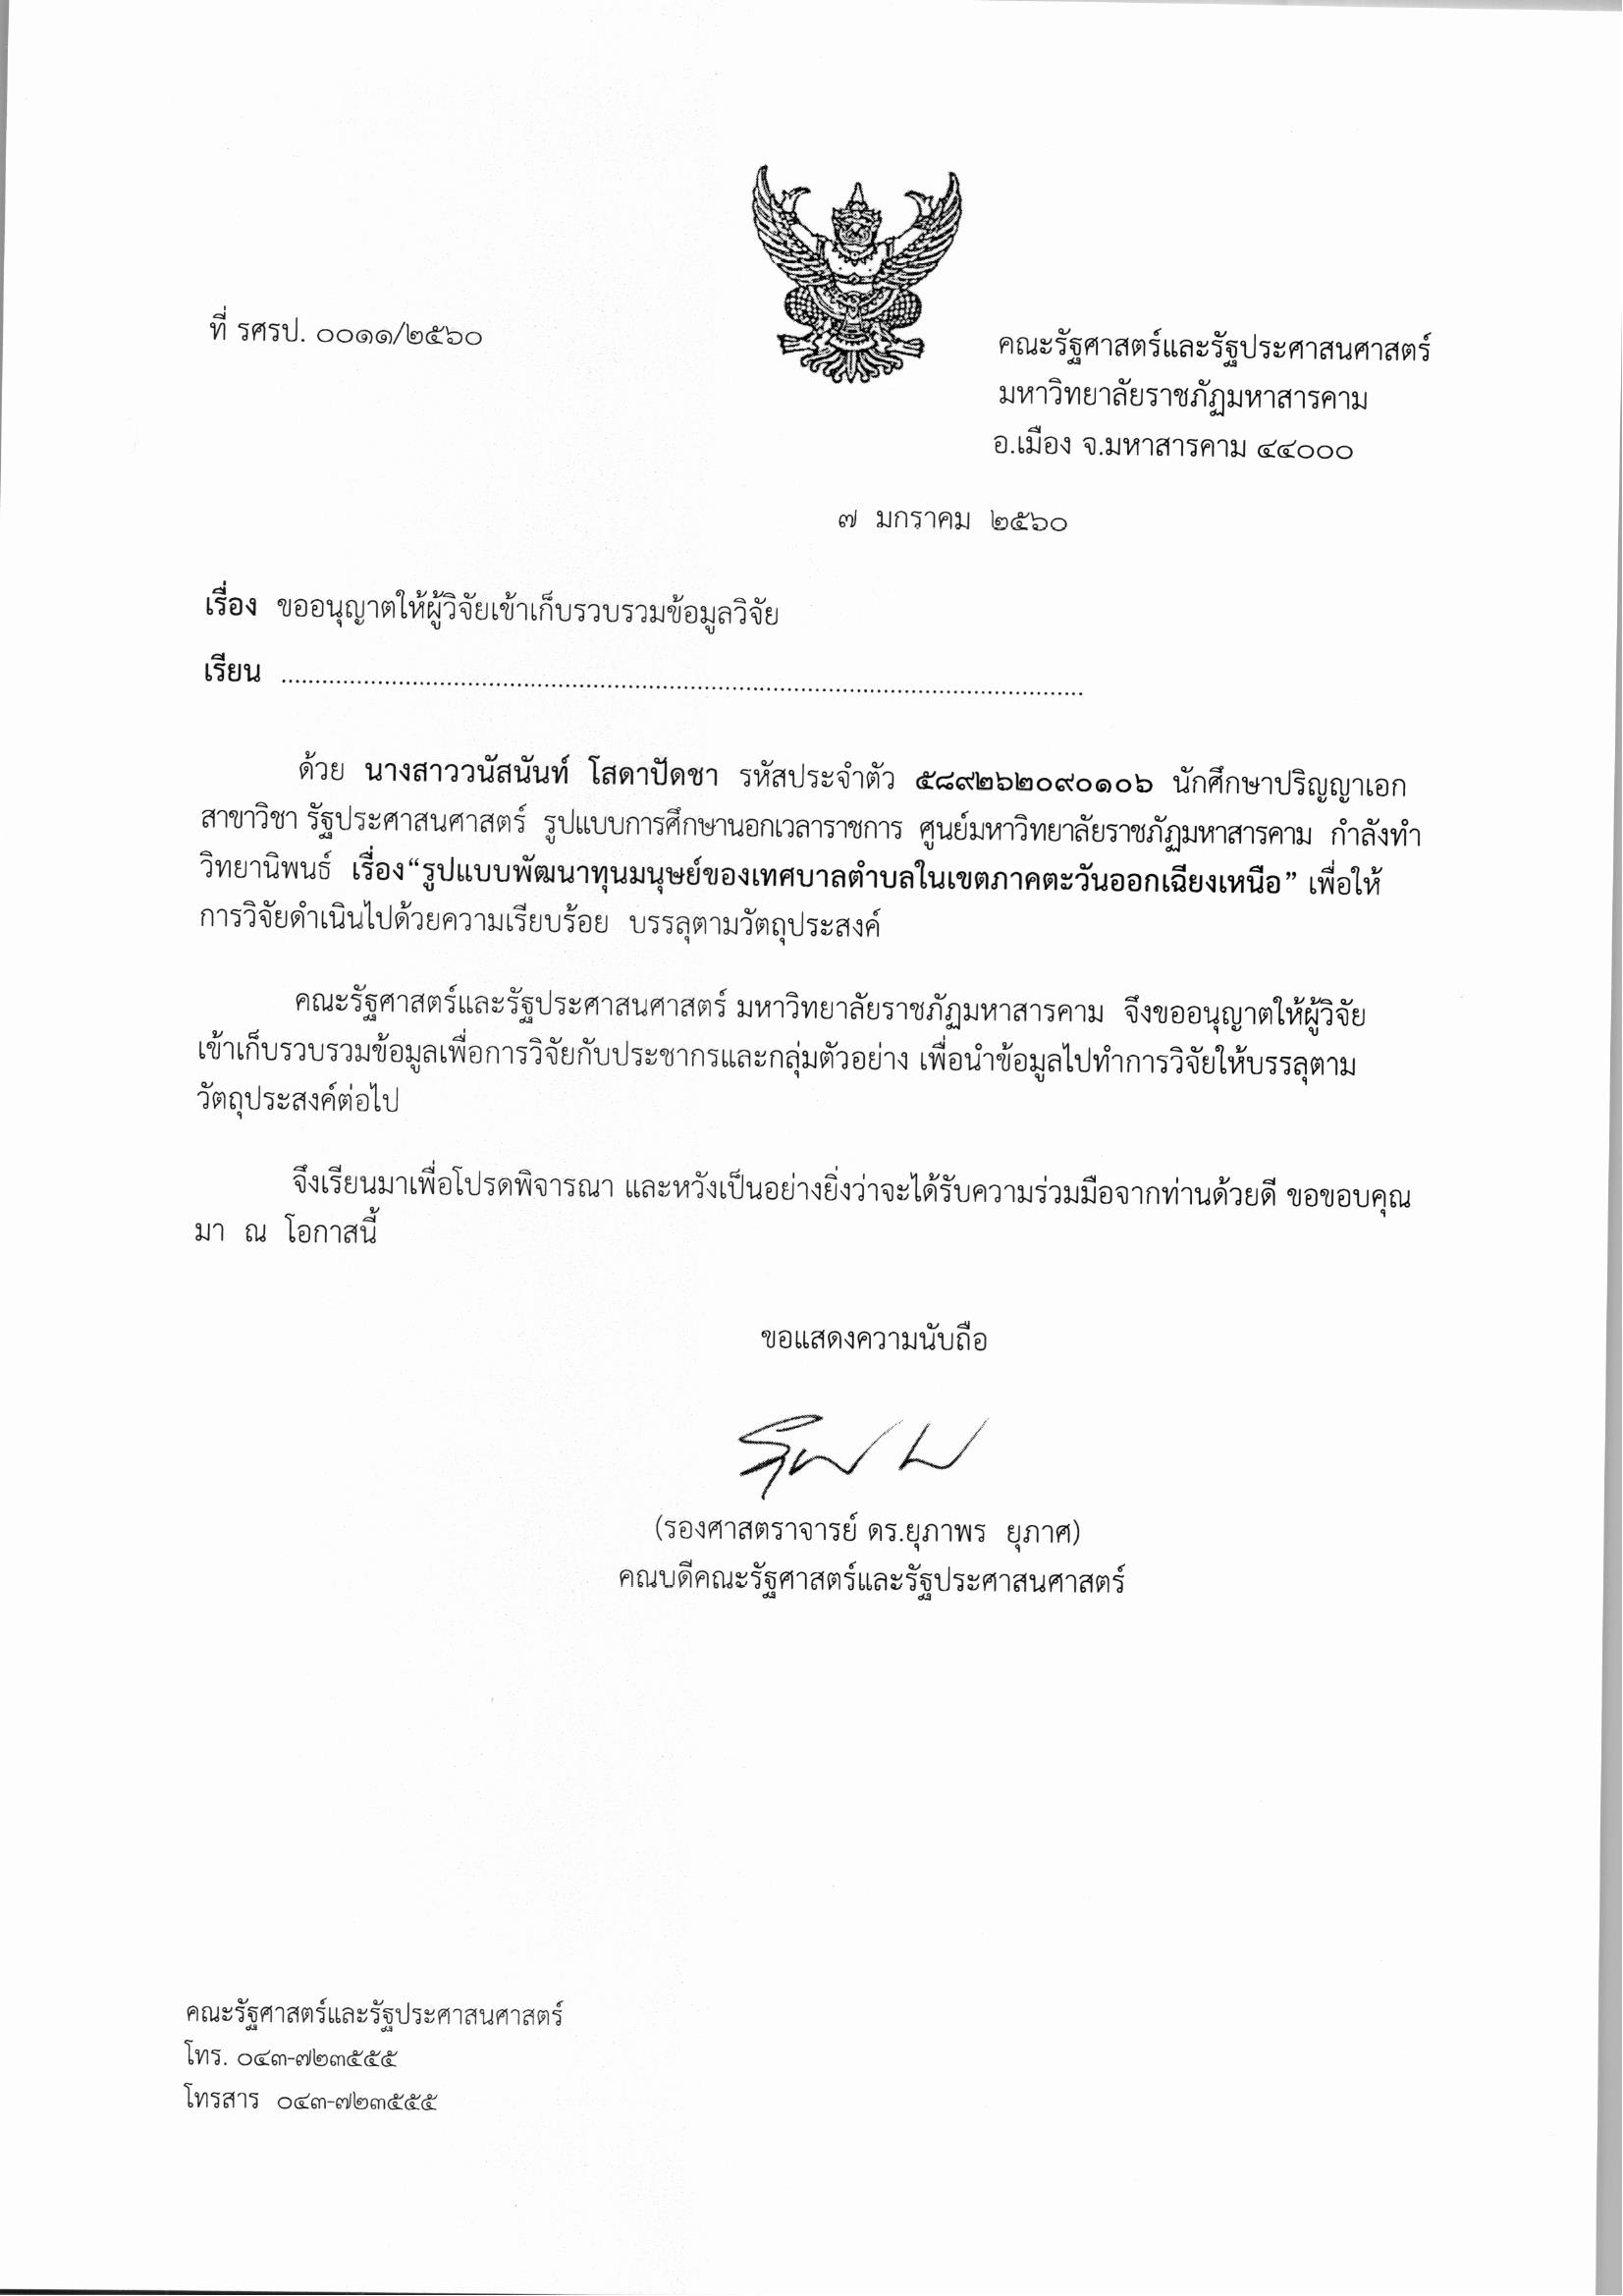 ที่ รศรป. ๐๐๑๑/๒๕๖๐
คณะรัฐศาสตร์และรัฐประศาสนศาสตร์
มหาวิทยาลัยราชภัฏมหาสารคาม
อ.เมือง จ.มหาสารคาม ๔๔๐๐๐
๗ มกราคม ๒๕๖๐
เรื่อง ขออนุญาตให้ผู้วิจัยเข้าเก็บรวบรวมข้อมูลวิจัย
เรียน ........................................................................................................................
ด้วย นางสาววนัสนันท์ โสดาปัดชา รหัสประจำตัว ๕๘๙๒๖๒๐๙๐๑๐๖ นักศึกษาปริญญาเอก
สาขาวิชา รัฐประศาสนศาสตร์ รูปแบบการศึกษานอกเวลาราชการ ศูนย์มหาวิทยาลัยราชภัฏมหาสารคาม กำลังทำ
วิทยานิพนธ์ เรื่อง“รูปแบบพัฒนาทุนมนุษย์ของเทศบาลตำบลในเขตภาคตะวันออกเฉียงเหนือ” เพื่อให้
การวิจัยดำเนินไปด้วยความเรียบร้อย บรรลุตามวัตถุประสงค์
คณะรัฐศาสตร์และรัฐประศาสนศาสตร์ มหาวิทยาลัยราชภัฏมหาสารคาม จึงขออนุญาตให้ผู้วิจัย
เข้าเก็บรวบรวมข้อมูลเพื่อการวิจัยกับประชากรและกลุ่มตัวอย่าง เพื่อนำข้อมูลไปทำการวิจัยให้บรรลุตาม
วัตถุประสงค์ต่อไป
จึงเรียนมาเพื่อโปรดพิจารณา และหวังเป็นอย่างยิ่งว่าจะได้รับความร่วมมือจากท่านด้วยดี ขอขอบคุณ
มา ณ โอกาสนี้
ขอแสดงความนับถือ
(รองศาสตราจารย์ ดร.ยุภาพร ยุภาศ)
คณบดีคณะรัฐศาสตร์และรัฐประศาสนศาสตร์
คณะรัฐศาสตร์และรัฐประศาสนศาสตร์
โทร. ๐๔๓-๗๒๓๕๕๕
โทรสาร ๐๔๓-๗๒๓๕๕๕